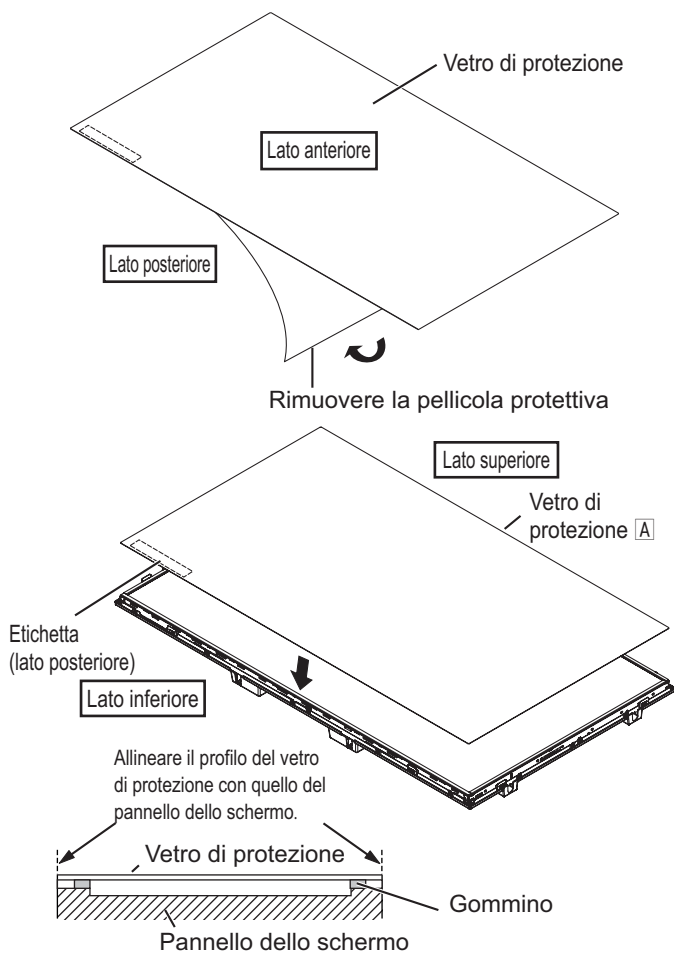 Vetro di protezione
Lato anteriore
Lato posteriore
Rimuovere la pellicola protettiva
Lato superiore
Vetro di
protezione A
Etichetta
(lato posteriore)
Lato inferiore
Allineare il profilo del vetro
di protezione con quello del
pannello dello schermo.
Vetro di protezione
Gommino
Pannello dello schermo